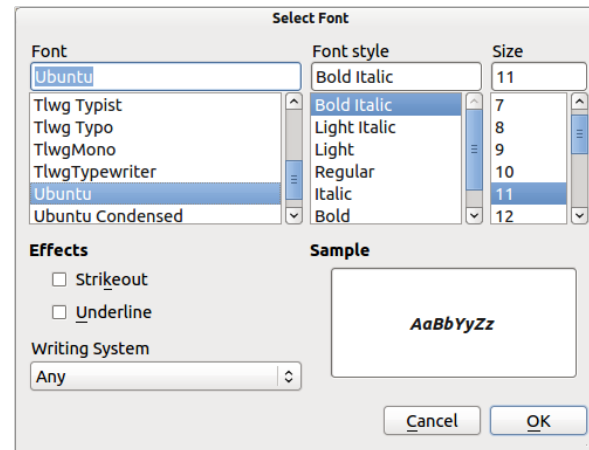 Select Font
Font Font style Size
Ubuntu Bold Italic 11
Tlwg Typist Bold Italic 7
Tlwg Typo Light Italic 8
TlwgMono Light 9
TlwgTypewriter Regular 10
Ubuntu Italic 11
Ubuntu Condensed Bold 12
Effects Sample
Strikeout
Underline
AaBbYyZz
Writing System
Any
Cancel OK